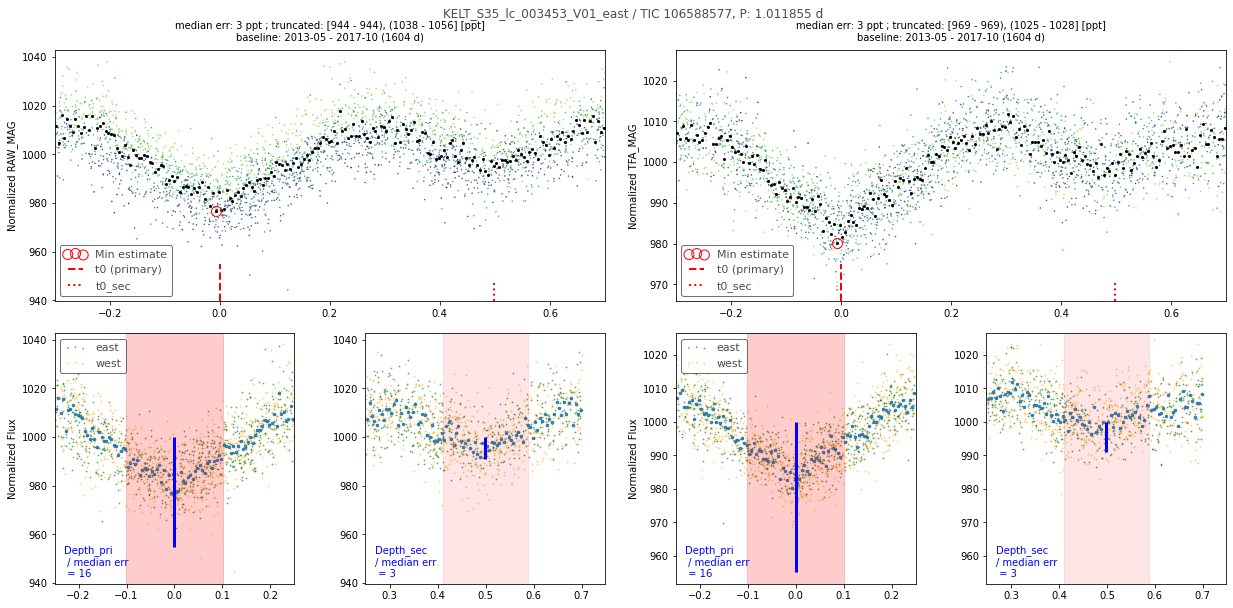 KELT_S35_lc_003453_V01_east / TIC 106588577, P: 1.011855 d
median err: 3 ppt ; truncated: [944 - 944), (1038 - 1056] [ppt]
baseline: 2013-05 - 2017-10 (1604 d)
Normalized RAW_MAG
1040
1020
1000
980
960
940
Min estimate
t0 (primary)
t0_sec
−0.2
0.0
0.2
0.4
0.6
median err: 3 ppt ; truncated: [969 - 969), (1025 - 1028] [ppt]
baseline: 2013-05 - 2017-10 (1604 d)
Normalized TFA_MAG
1020
1010
1000
990
980
970
Min estimate
t0 (primary)
t0_sec
−0.2
0.0
0.2
0.4
0.6
Normalized Flux
1040
1020
1000
980
960
940
east
west
Depth_pri
/ median err
= 16
−0.2
−0.1
0.0
0.1
0.2
1040
1020
1000
980
960
940
Depth_sec
/ median err
= 3
0.3
0.4
0.5
0.6
0.7
Normalized Flux
1020
1010
1000
990
980
970
960
east
west
Depth_pri
/ median err
= 16
−0.2
−0.1
0.0
0.1
0.2
1020
1010
1000
990
980
970
960
Depth_sec
/ median err
= 3
0.3
0.4
0.5
0.6
0.7